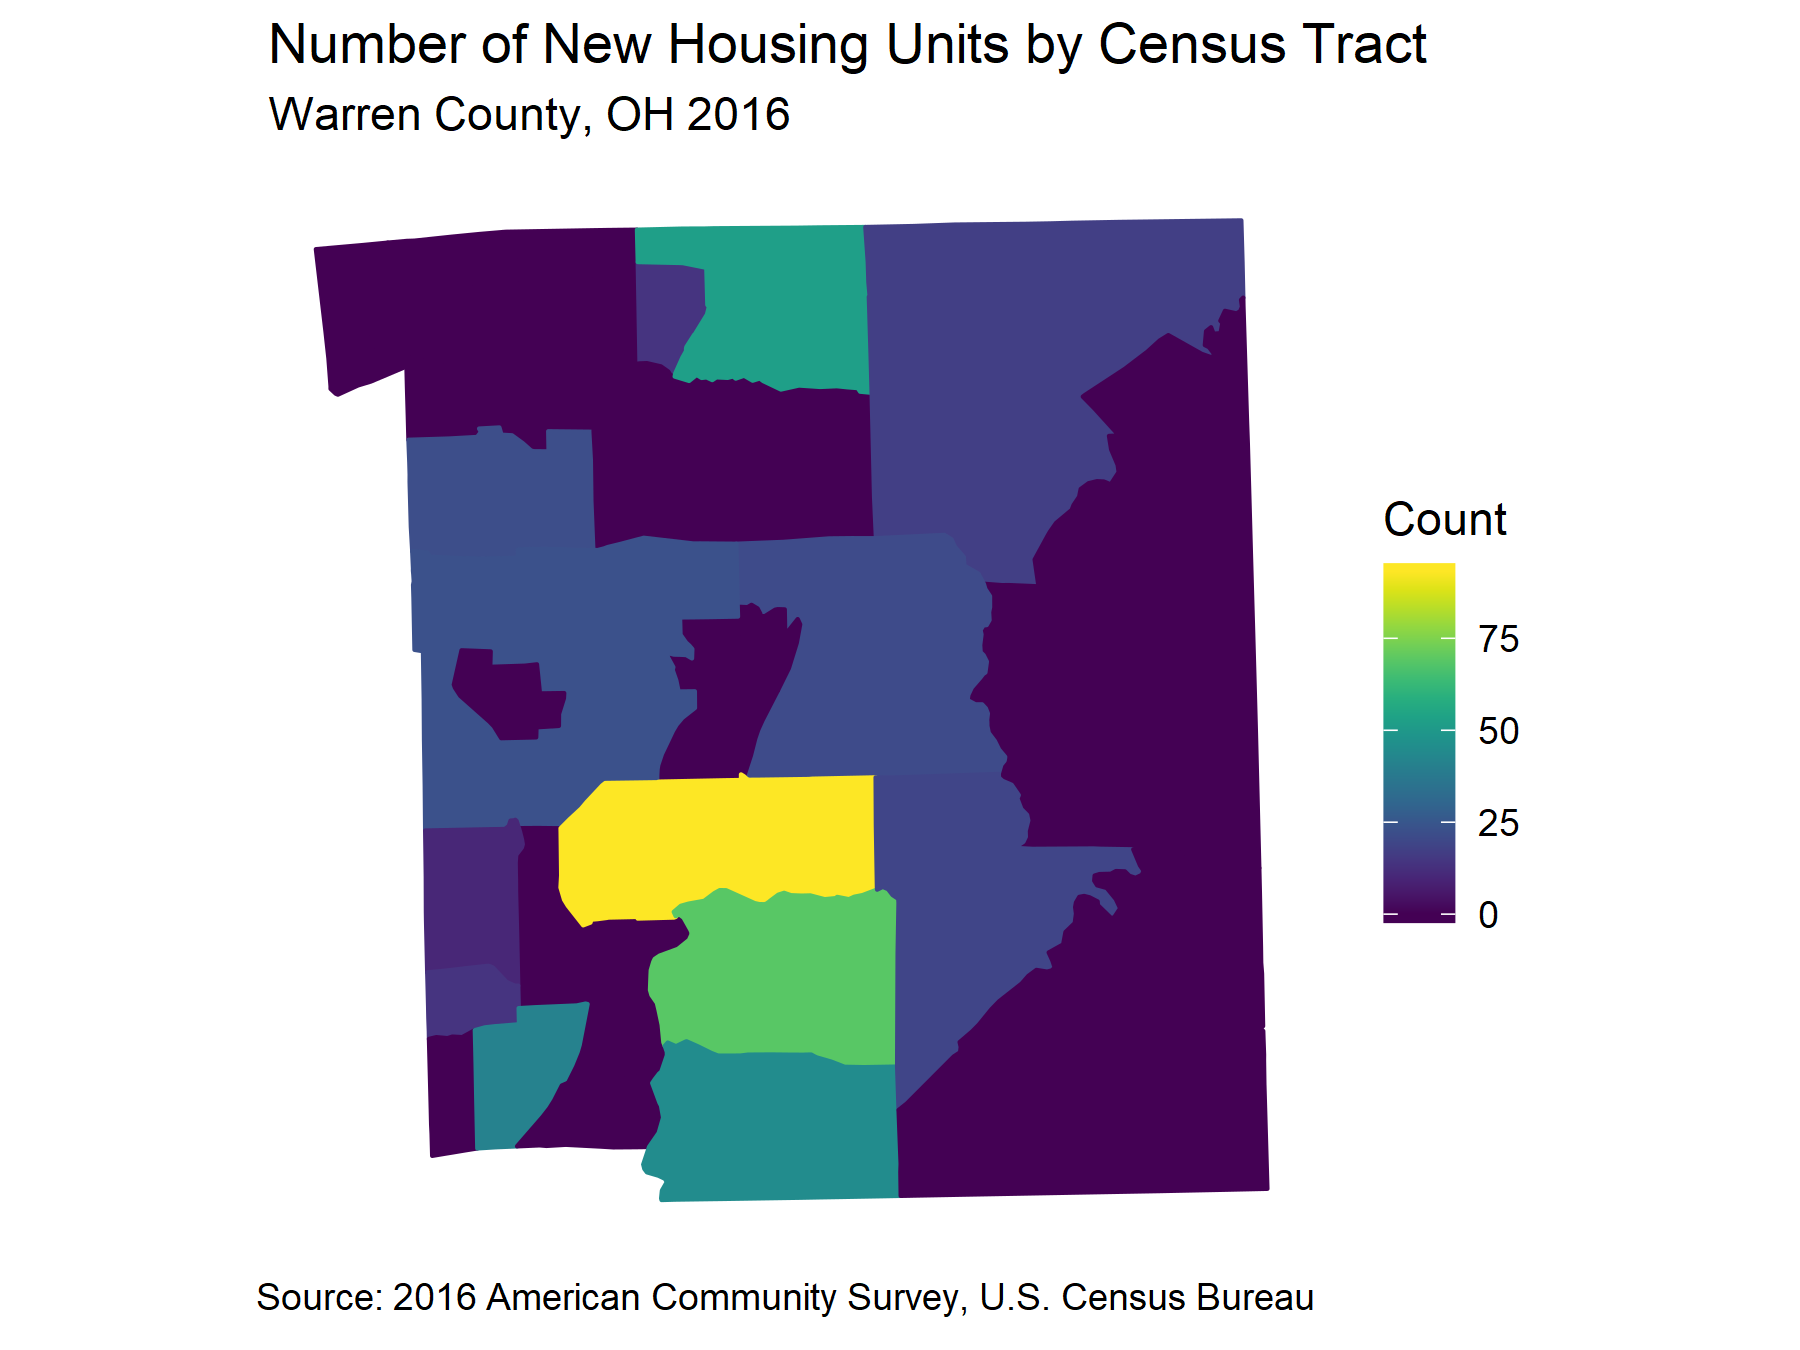 Number of New Housing Units by Census Tract
Warren County, OH 2016
Count
75
50
25
0
Source: 2016 American Community Survey, U.S. Census Bureau